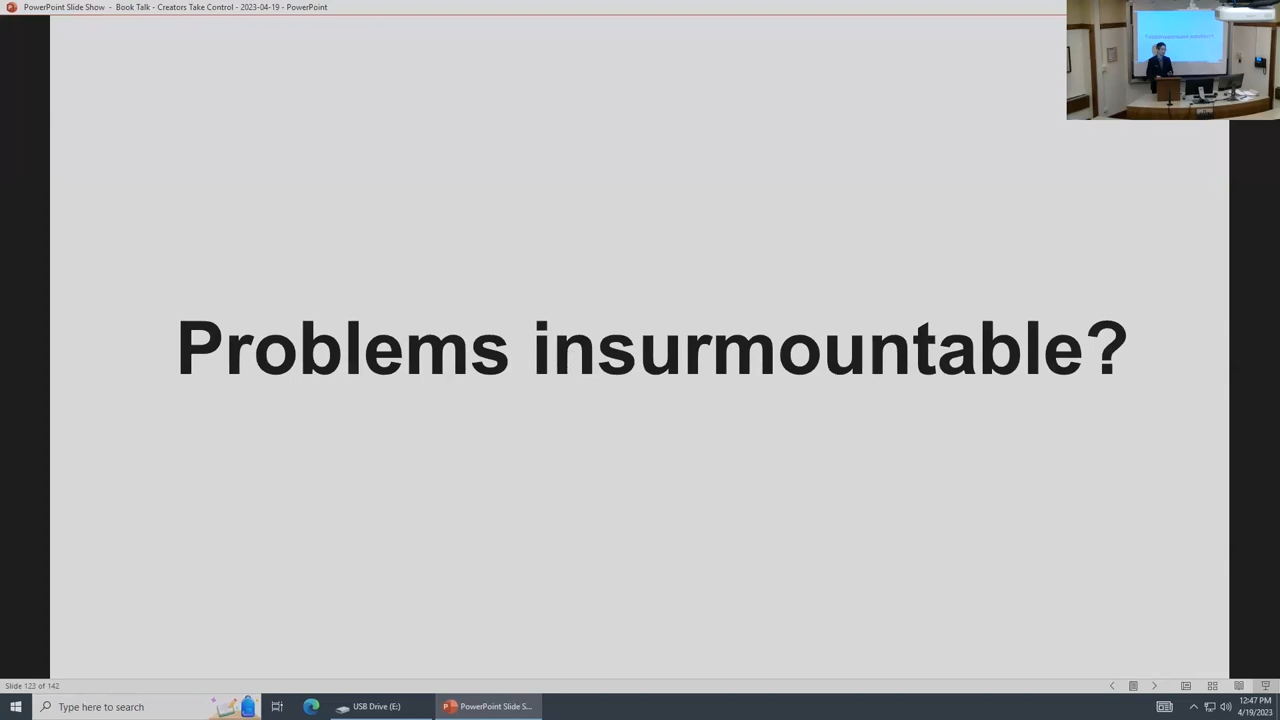 PowerPoint Slide Show - Book Talk - Creators Take Control - 2023-04-19 - PowerPoint
Problems insurmountable?
Slide 123 of 142
Type here to search
USB Drive (E:)
PowerPoint Slide S...
12:47 PM
4/19/2023